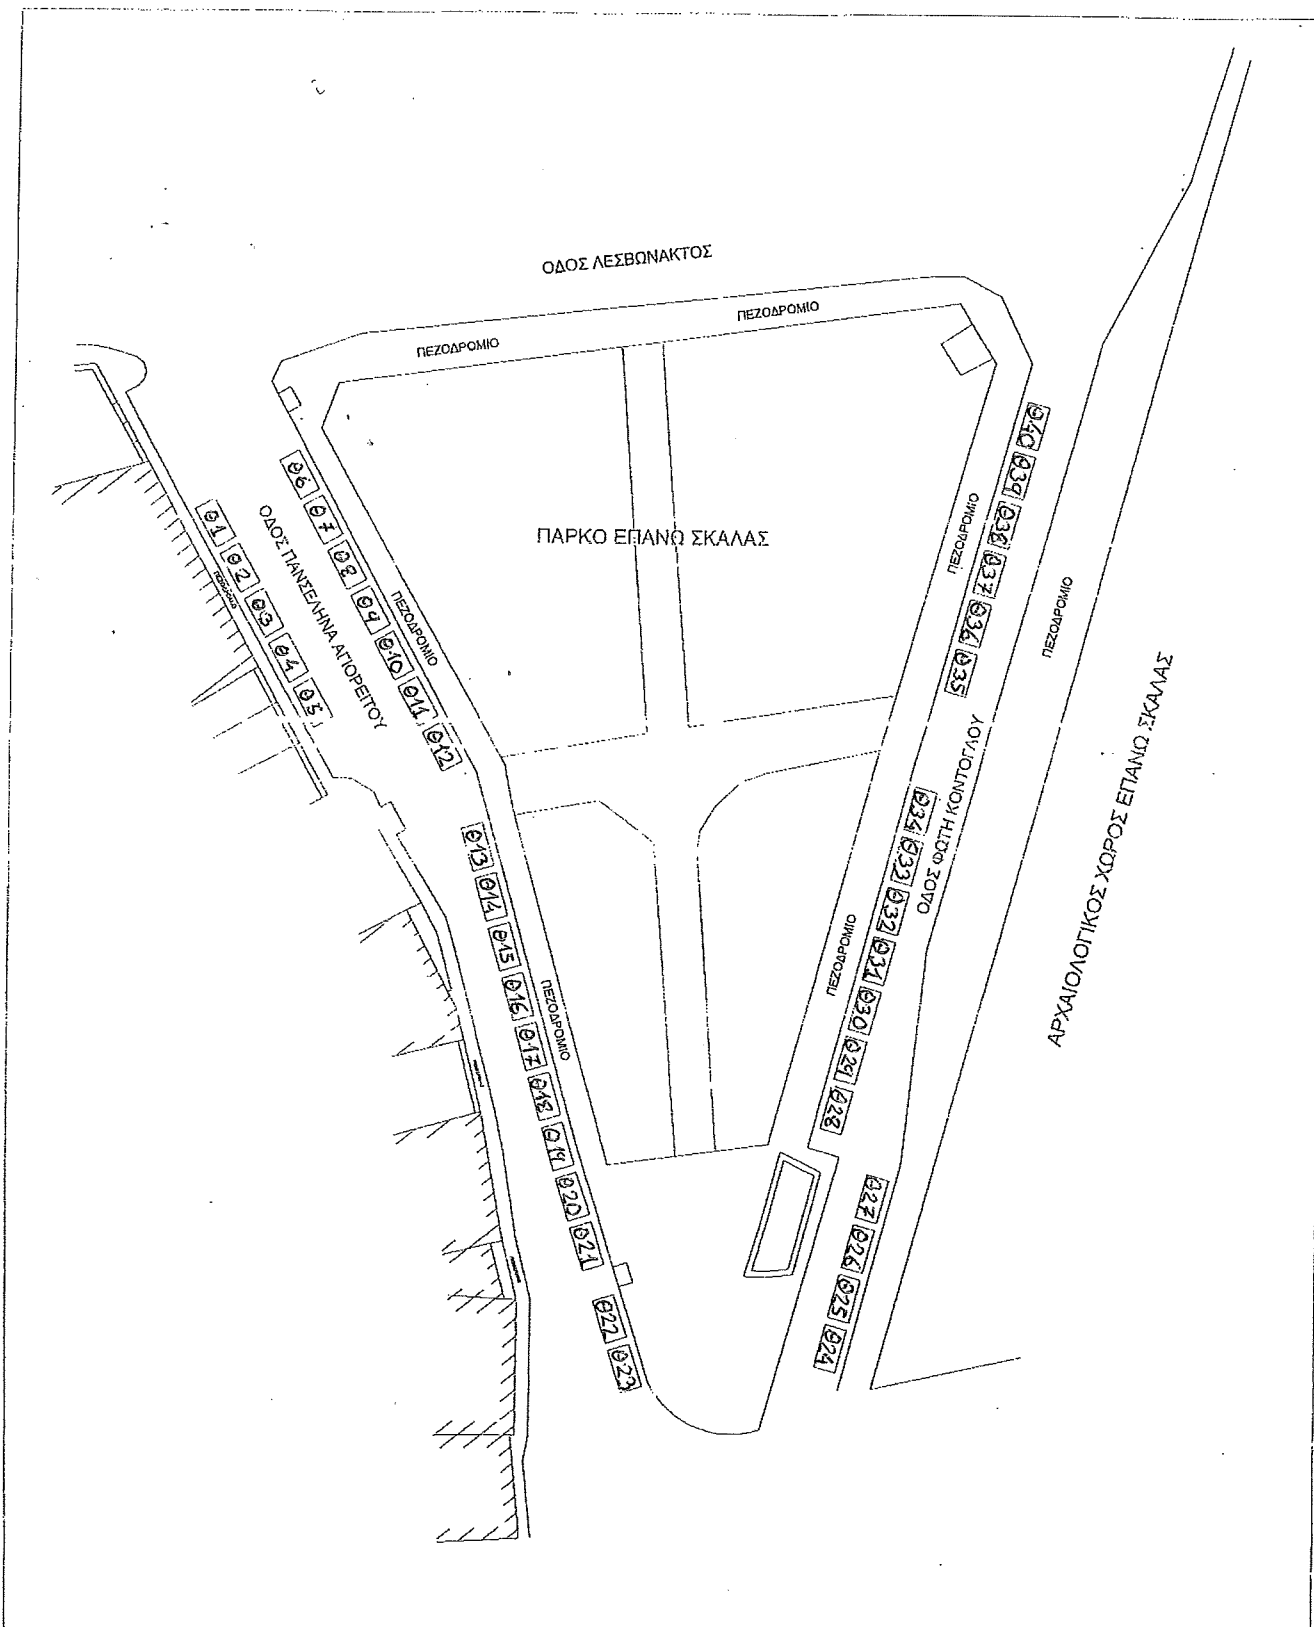 ΟΔΟΣ ΛΕΣΒΩΝΑΚΤΟΣ
ΠΕΖΟΔΡΟΜΙΟ
ΠΕΖΟΔΡΟΜΙΟ
ΠΑΡΚΟ ΕΠΑΝΩ ΣΚΑΛΑΣ
ΟΔΟΣ ΠΑΝΣΕΛΗΝΑ ΑΓΙΟΡΕΙΤΟΥ
Θ1
Θ2
Θ3
Θ4
Θ5
Θ6
Θ7
Θ8
Θ9
Θ10
Θ11
Θ12
ΠΕΖΟΔΡΟΜΙΟ
Θ13
Θ14
Θ15
Θ16
Θ17
Θ18
Θ19
Θ20
Θ21
Θ22
Θ23
ΠΕΖΟΔΡΟΜΙΟ
Θ40
Θ39
Θ38
Θ37
Θ36
Θ35
ΠΕΖΟΔΡΟΜΙΟ
ΠΕΖΟΔΡΟΜΙΟ
ΟΔΟΣ ΦΩΤΗ ΚΟΝΤΟΓΛΟΥ
Θ34
Θ33
Θ32
Θ31
Θ30
Θ29
Θ28
ΠΕΖΟΔΡΟΜΙΟ
Θ27
Θ26
Θ25
Θ24
ΑΡΧΑΙΟΛΟΓΙΚΟΣ ΧΩΡΟΣ ΕΠΑΝΩ ΣΚΑΛΑΣ